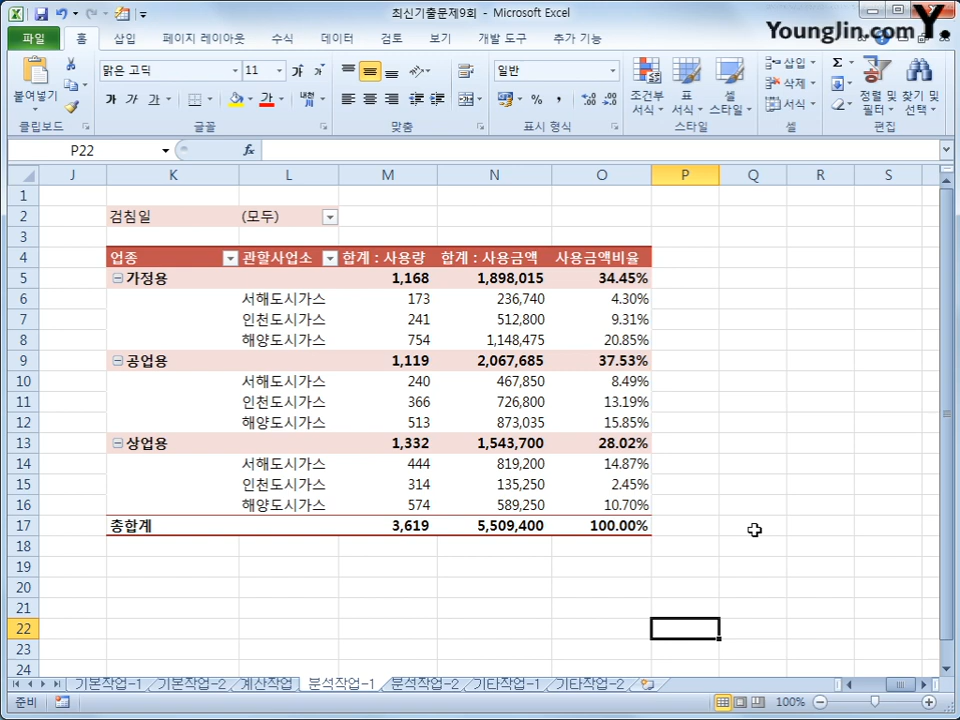 최신기출문제9회 - Microsoft Excel
Younglin.com Y.
파일 홈 삽입 페이지 레이아웃 수식 데이터 검토 보기 개발 도구 추가 기능
붙여넣기
클립보드
맑은 고딕 11
가 가 가
글꼴
맞춤
일반
% ,
표시 형식
조건부 서식
표 서식
셀 스타일
스타일
삽입
삭제
서식
셀
Σ
정렬 및 필터
찾기 및 선택
편집
P22 fx
J K L M N O P Q R S
1
2 검침일 (모두)
3
4 업종 관할사업소 합계 : 사용량 합계 : 사용금액 사용금액비율
5 가정용 1,168 1,898,015 34.45%
6 서해도시가스 173 236,740 4.30%
7 인천도시가스 241 512,800 9.31%
8 해양도시가스 754 1,148,475 20.85%
9 공업용 1,119 2,067,685 37.53%
10 서해도시가스 240 467,850 8.49%
11 인천도시가스 366 726,800 13.19%
12 해양도시가스 513 873,035 15.85%
13 상업용 1,332 1,543,700 28.02%
14 서해도시가스 444 819,200 14.87%
15 인천도시가스 314 135,250 2.45%
16 해양도시가스 574 589,250 10.70%
17 총합계 3,619 5,509,400 100.00%
18
19
20
21
22
23
24
기본작업-1 기본작업-2 계산작업 분석작업-1 분석작업-2 기타작업-1 기타작업-2
준비 100%